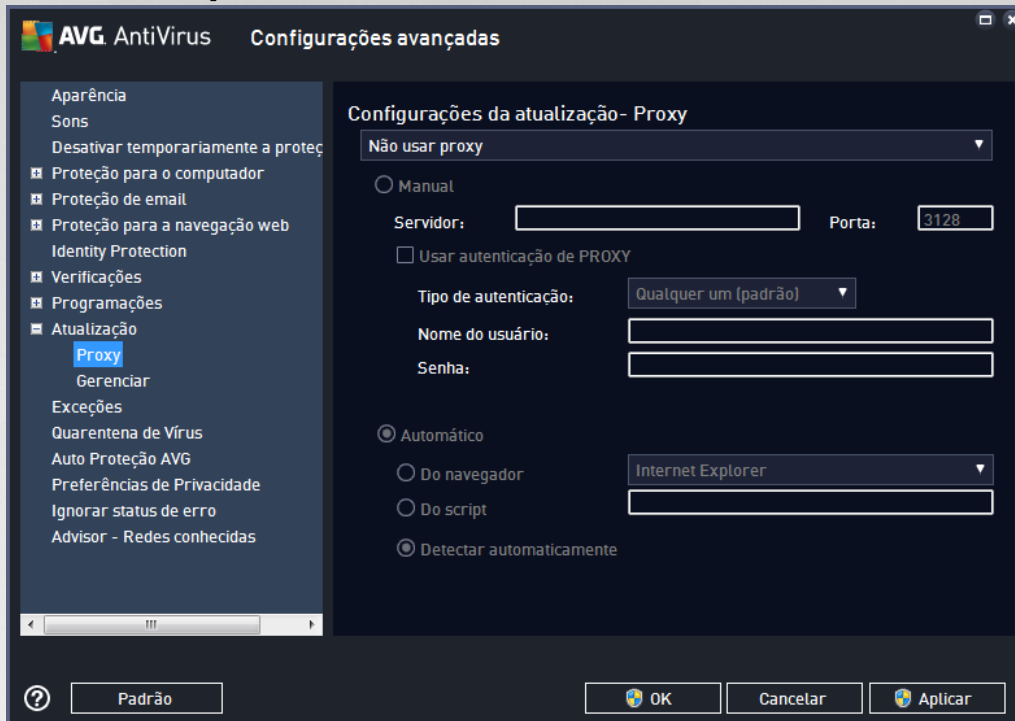 AVG AntiVirus Configurações avançadas
Aparência
Sons
Desativar temporariamente a proteç
Proteção para o computador
Proteção de email
Proteção para a navegação web
Identity Protection
Verificações
Programações
Atualização
Proxy
Gerenciar
Exceções
Quarentena de Vírus
Auto Proteção AVG
Preferências de Privacidade
Ignorar status de erro
Advisor - Redes conhecidas
Configurações da atualização- Proxy
Não usar proxy
Manual
Servidor: Porta: 3128
Usar autenticação de PROXY
Tipo de autenticação: Qualquer um (padrão)
Nome do usuário:
Senha:
Automático
Do navegador Internet Explorer
Do script
Detectar automaticamente
? Padrão OK Cancelar Aplicar